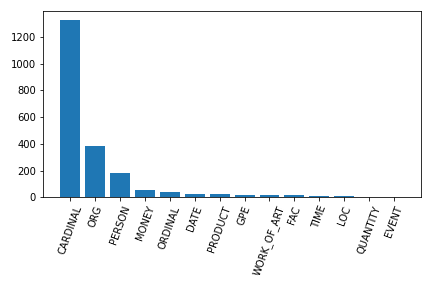 1200
1000
800
600
400
200
0
CARDINAL
ORG
PERSON
MONEY
ORDINAL
DATE
PRODUCT
GPE
WORK_OF_ART
FAC
TIME
LOC
QUANTITY
EVENT